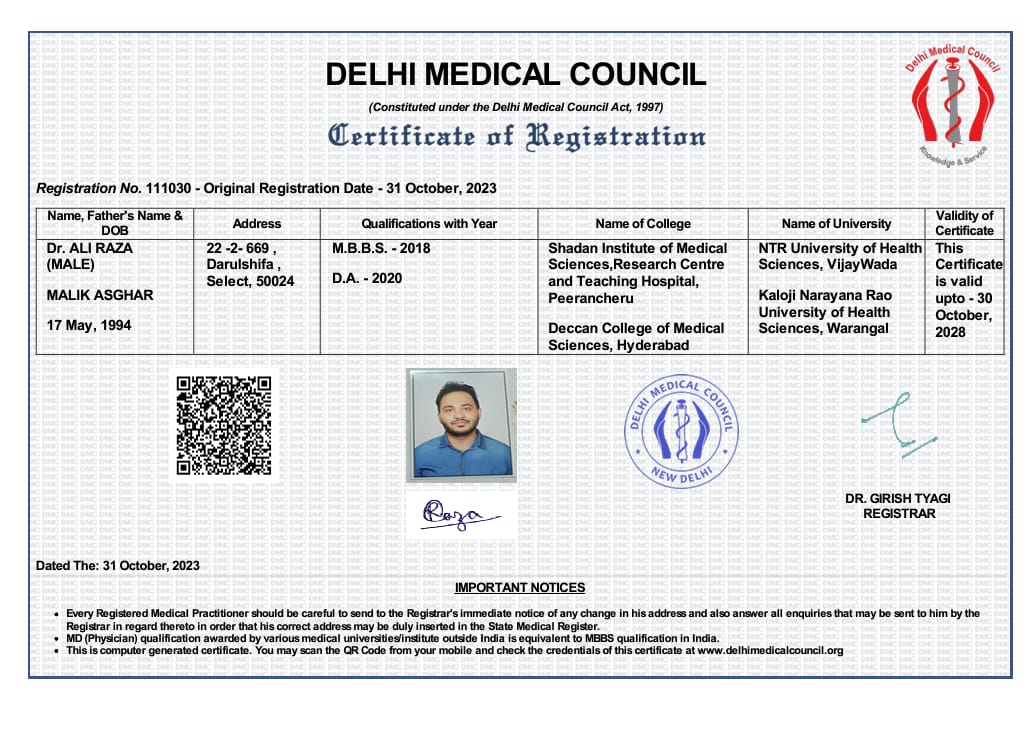 DELHI MEDICAL COUNCIL
(Constituted under the Delhi Medical Council Act, 1997)
Certificate of Registration
Delhi Medical Council
Knowledge & Service
Registration No. 111030 - Original Registration Date - 31 October, 2023
Name, Father's Name &
DOB
Address
Qualifications with Year
Name of College
Name of University
Validity of
Certificate
Dr. ALI RAZA
(MALE)
MALIK ASGHAR
17 May, 1994
22 -2- 669 ,
Darulshifa ,
Select, 50024
M.B.B.S. - 2018
D.A. - 2020
Shadan Institute of Medical
Sciences,Research Centre
and Teaching Hospital,
Peerancheru
Deccan College of Medical
Sciences, Hyderabad
NTR University of Health
Sciences, VijayWada
Kaloji Narayana Rao
University of Health
Sciences, Warangal
This
Certificate
is valid
upto - 30
October,
2028
Raza
DELHI MEDICAL COUNCIL
NEW DELHI
DR. GIRISH TYAGI
REGISTRAR
Dated The: 31 October, 2023
IMPORTANT NOTICES
Every Registered Medical Practitioner should be careful to send to the Registrar's immediate notice of any change in his address and also answer all enquiries that may be sent to him by the
Registrar in regard thereto in order that his correct address may be duly inserted in the State Medical Register.
MD (Physician) qualification awarded by various medical universities/institute outside India is equivalent to MBBS qualification in India.
This is computer generated certificate. You may scan the QR Code from your mobile and check the credentials of this certificate at www.delhimedicalcouncil.org